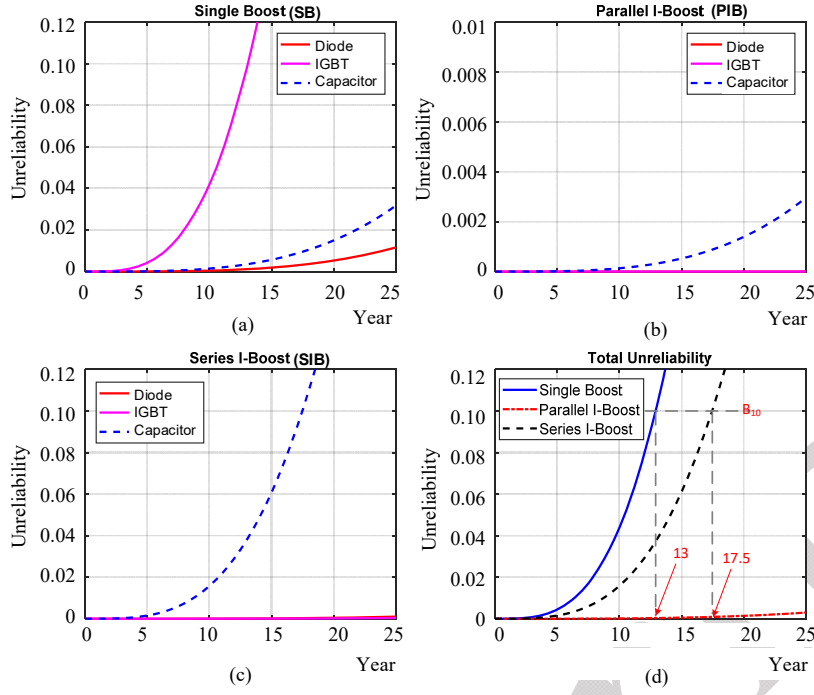 Single Boost (SB)
0.12
0.10
0.08
0.06
0.04
0.02
0
Unreliability
Diode
IGBT
Capacitor
0 5 10 15 20 25
Year
(a)
Parallel I-Boost (PIB)
0.01
0.008
0.006
0.004
0.002
0.000
Unreliability
Diode
IGBT
Capacitor
0 5 10 15 20 25
Year
(b)
Series I-Boost (SIB)
0.12
0.10
0.08
0.06
0.04
0.02
0.00
Unreliability
Diode
IGBT
Capacitor
0 5 10 15 20 25
Year
(c)
Total Unreliability
0.12
0.10
0.08
0.06
0.04
0.02
0.00
Unreliability
Single Boost
Parallel I-Boost
Series I-Boost
B10
13
17.5
0 5 10 15 20 25
Year
(d)